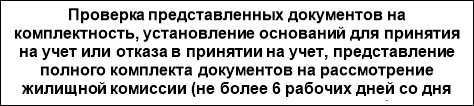 Проверка представленных документов на
комплектность, установление оснований для принятия
на учет или отказа в принятии на учет, представление
полного комплекта документов на рассмотрение
жилищной комиссии (не более 6 рабочих дней со дня